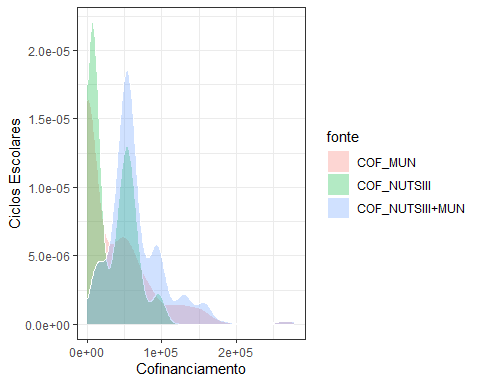 2.0e-05
1.5e-05
1.0e-05
5.0e-06
0.0e+00
Ciclos Escolares
0e+00 1e+05 2e+05
Cofinanciamento
fonte
COF_MUN
COF_NUTSIII
COF_NUTSIII+MUN